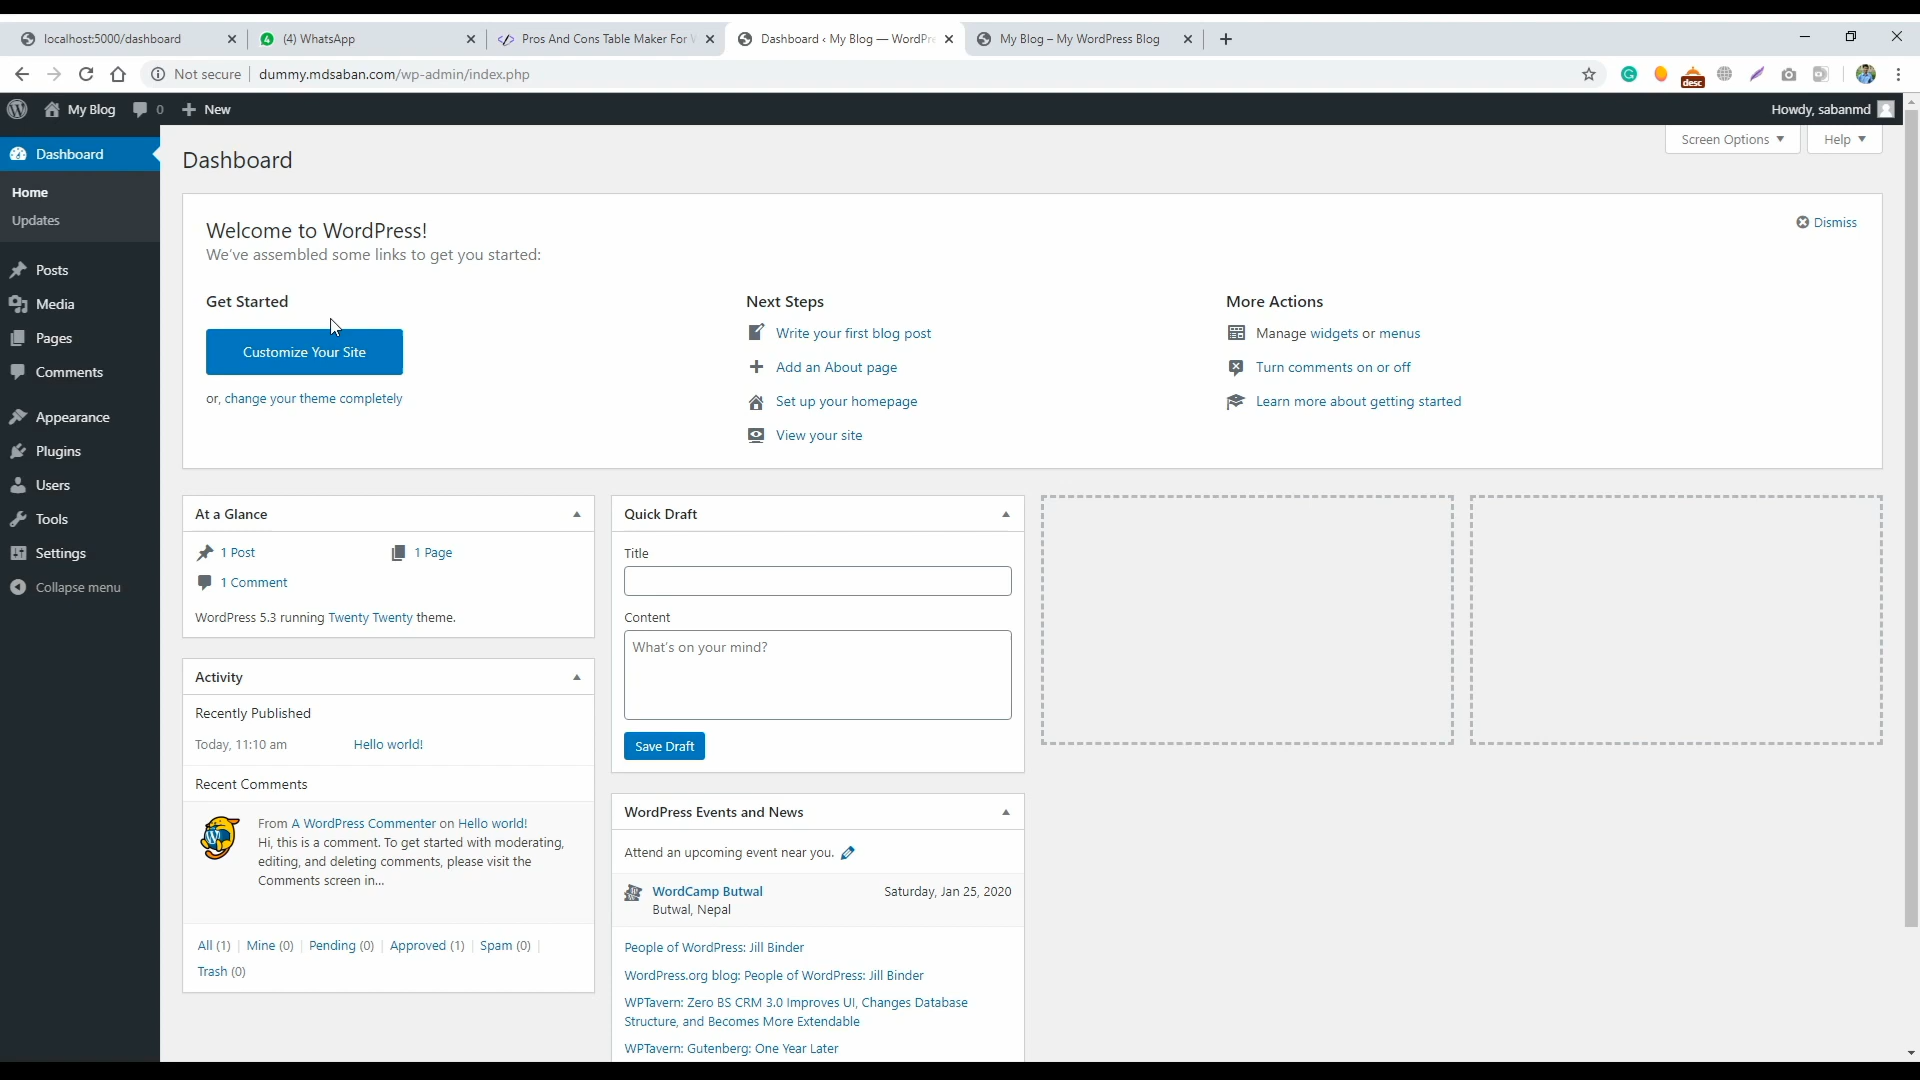 localhost:5000/dashboard
(4) WhatsApp
Pros And Cons Table Maker For
Dashboard ‹ My Blog — WordPre
My Blog – My WordPress Blog
Not secure
dummy.mdsaban.com/wp-admin/index.php
desc
My Blog
0
New
Howdy, sabanmd
Dashboard
Home
Updates
Posts
Media
Pages
Comments
Appearance
Plugins
Users
Tools
Settings
Collapse menu
Dashboard
Screen Options
Help
Welcome to WordPress!
We've assembled some links to get you started:
Dismiss
Get Started
Customize Your Site
or, change your theme completely
Next Steps
Write your first blog post
Add an About page
Set up your homepage
View your site
More Actions
Manage widgets or menus
Turn comments on or off
Learn more about getting started
At a Glance
1 Post
1 Page
1 Comment
WordPress 5.3 running Twenty Twenty theme.
Activity
Recently Published
Today, 11:10 am
Hello world!
Recent Comments
From A WordPress Commenter on Hello world!
Hi, this is a comment. To get started with moderating,
editing, and deleting comments, please visit the
Comments screen in...
All (1) | Mine (0) | Pending (0) | Approved (1) | Spam (0) |
Trash (0)
Quick Draft
Title
Content
What's on your mind?
Save Draft
WordPress Events and News
Attend an upcoming event near you.
WordCamp Butwal
Saturday, Jan 25, 2020
Butwal, Nepal
People of WordPress: Jill Binder
WordPress.org blog: People of WordPress: Jill Binder
WPTavern: Zero BS CRM 3.0 Improves UI, Changes Database
Structure, and Becomes More Extendable
WPTavern: Gutenberg: One Year Later